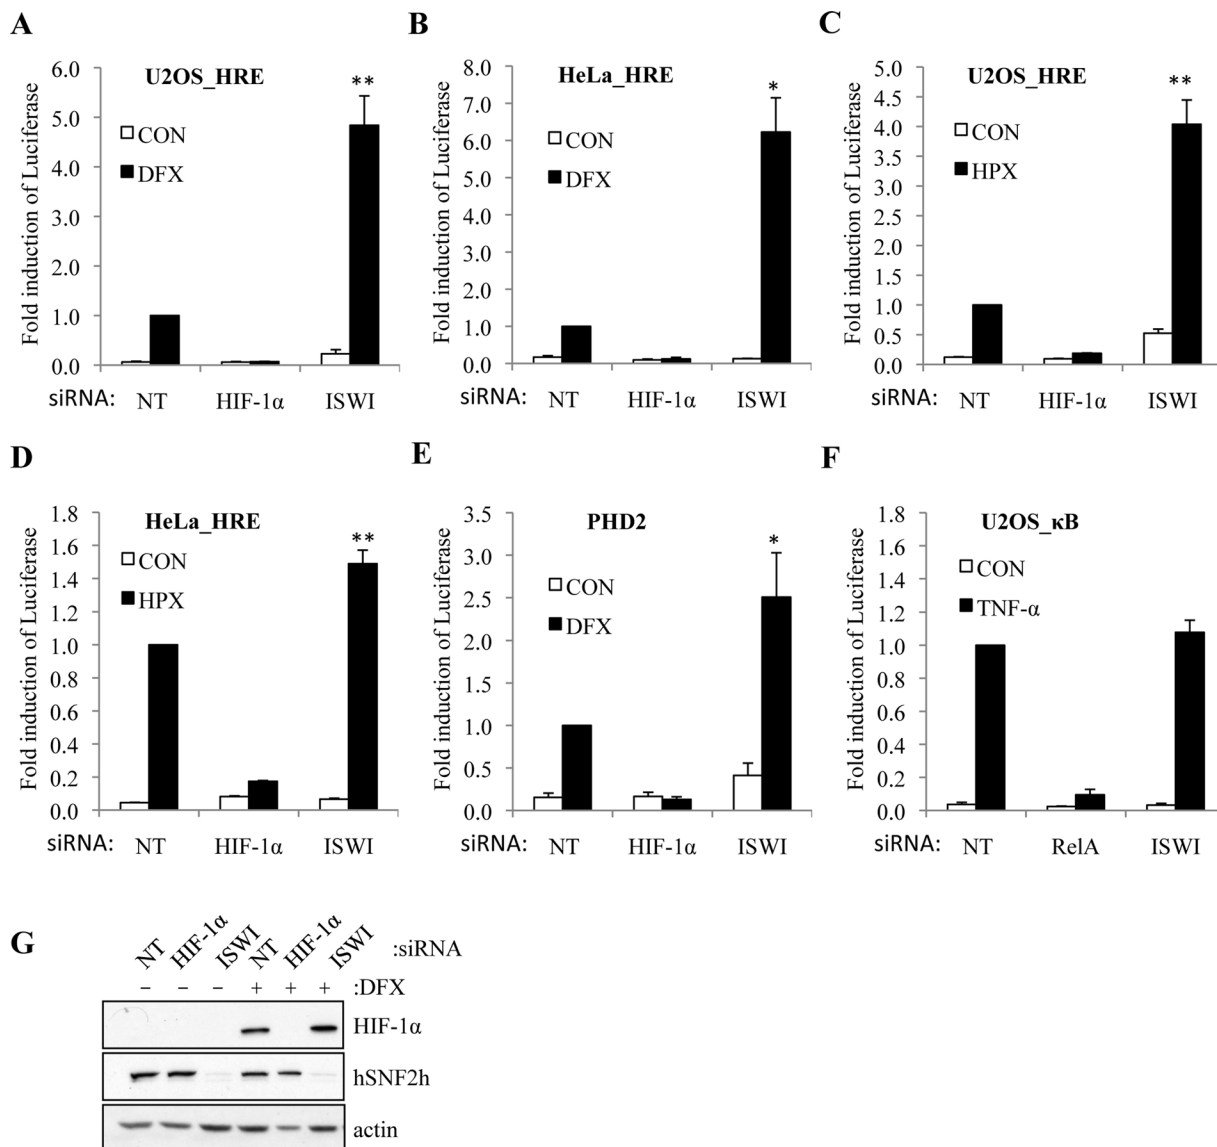 A
U2OS_HRE
**
CON
DFX
Fold induction of Luciferase
6.0
5.0
4.0
3.0
2.0
1.0
0.0
siRNA: NT HIF-1α ISWI
B
HeLa_HRE
*
CON
DFX
Fold induction of Luciferase
8.0
7.0
6.0
5.0
4.0
3.0
2.0
1.0
0.0
NT HIF-1α ISWI
C
U2OS_HRE
**
CON
HPX
Fold induction of Luciferase
5.0
4.5
4.0
3.5
3.0
2.5
2.0
1.5
1.0
0.5
0.0
siRNA: NT HIF-1α ISWI
D
HeLa_HRE
**
CON
HPX
Fold induction of Luciferase
1.8
1.6
1.4
1.2
1.0
0.8
0.6
0.4
0.2
0.0
siRNA: NT HIF-1α ISWI
E
PHD2
*
CON
DFX
Fold induction of Luciferase
3.5
3.0
2.5
2.0
1.5
1.0
0.5
0.0
siRNA: NT HIF-1α ISWI
F
U2OS_κB
CON
TNF-α
Fold induction of Luciferase
1.8
1.6
1.4
1.2
1.0
0.8
0.6
0.4
0.2
0.0
siRNA: NT RelA ISWI
G
NT HIF-1α ISWI NT HIF-1α ISWI :siRNA
– – – + + + :DFX
HIF-1α
hSNF2h
actin